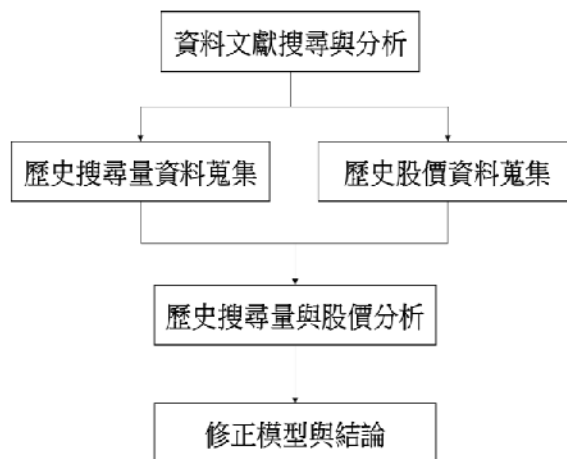 資料文獻搜尋與分析
歷史搜尋量資料蒐集
歷史股價資料蒐集
歷史搜尋量與股價分析
修正模型與結論